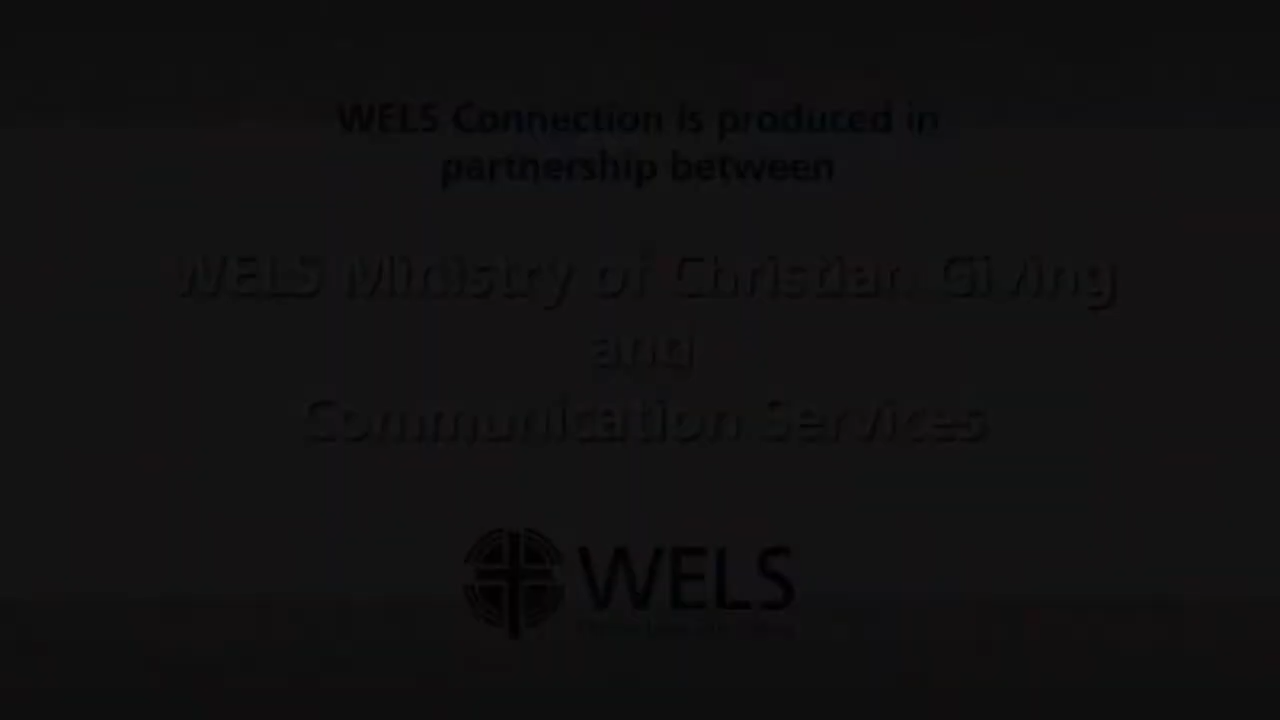 WELS Connection is produced in
partnership between
WELS Ministry of Christian Giving
and
Communication Services
WELS